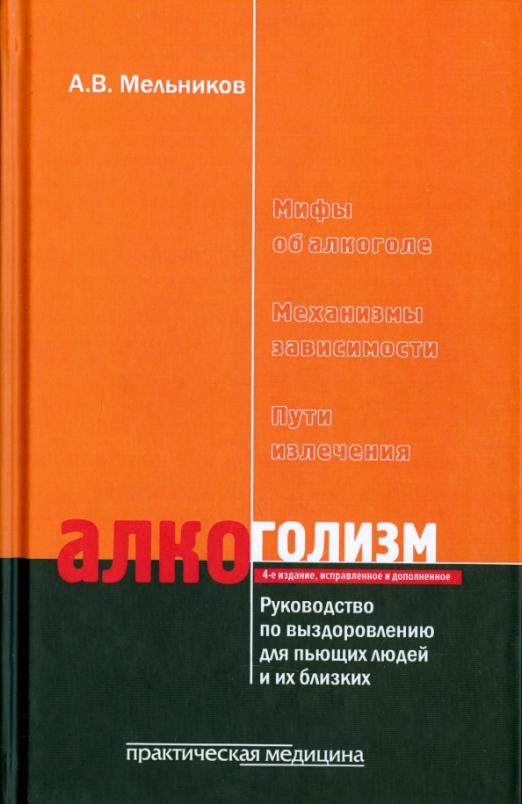 А.В. Мельников
Мифы
об алкоголе
Механизмы
зависимости
Пути
излечения
алкоголизм
4-е издание, исправленное и дополненное
Руководство
по выздоровлению
для пьющих людей
и их близких
практическая медицина